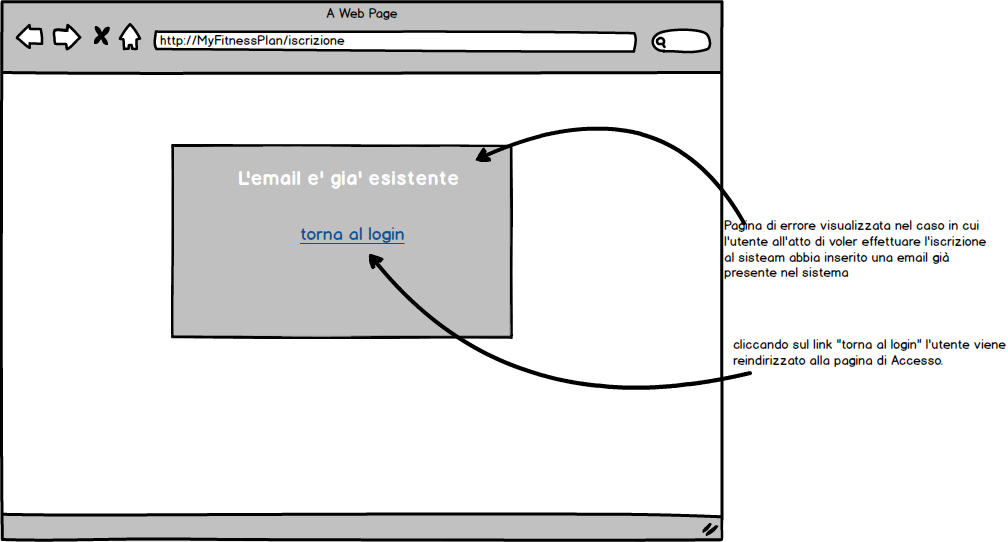 A Web Page
http://MyFitnessPlan/iscrizione
L'email e' gia' esistente
torna al login
Pagina di errore visualizzata nel caso in cui
l'utente all'atto di voler effettuare l'iscrizione
al sisteam abbia inserito una email già
presente nel sistema
cliccando sul link "torna al login" l'utente viene
reindirizzato alla pagina di Accesso.